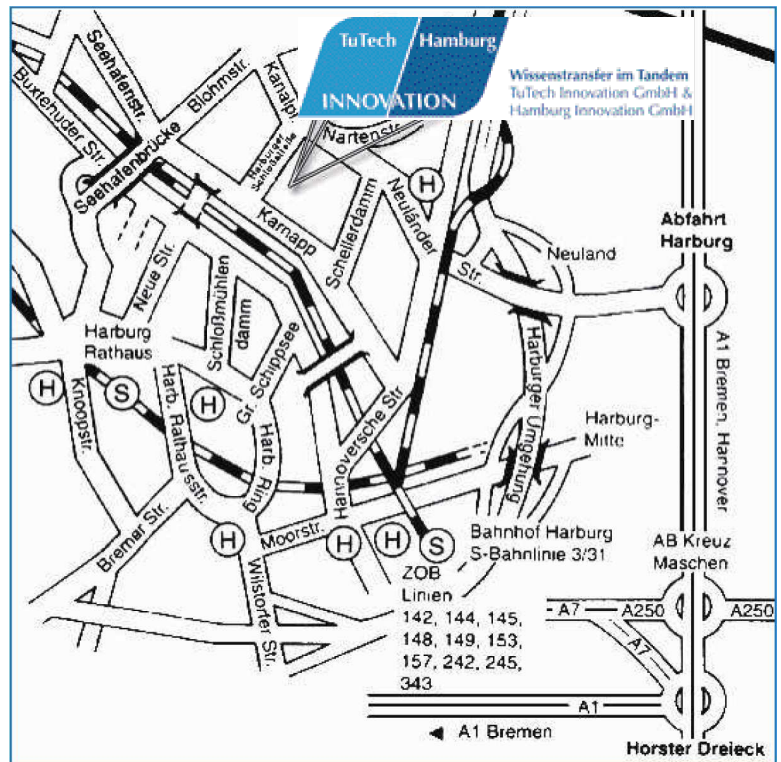 TuTech Hamburg
INNOVATION
Wissenstransfer im Tandem
TuTech Innovation GmbH &
Hamburg Innovation GmbH
Seehafenstr.
Blohmstr.
Kanalpl.
Buxtehuder Str.
Nartenstr.
Harburger
Schloßstraße
Seehafenbrücke
H
Karnapp
Schellerdamm
Neuländer
Str.
Neuland
Abfahrt
Harburg
Neue Str.
Schloßmühlen
damm
Gr. Schippsee
Harburg
Rathaus
H
S
H
Knoopstr.
Harb. Rathausstr.
Harb. Ring
Hannoversche Str.
Harburger Umgehung
Harburg-
Mitte
A1 Bremen, Hannover
Bremer Str.
H
Moorstr.
H
H
S
Bahnhof Harburg
S-Bahnlinie 3/31
AB Kreuz
Maschen
Wilstorfer Str.
ZOB
Linien
142, 144, 145,
148, 149, 153,
157, 242, 245,
343
A7
A250
A250
A7
A1
A1 Bremen
Horster Dreieck